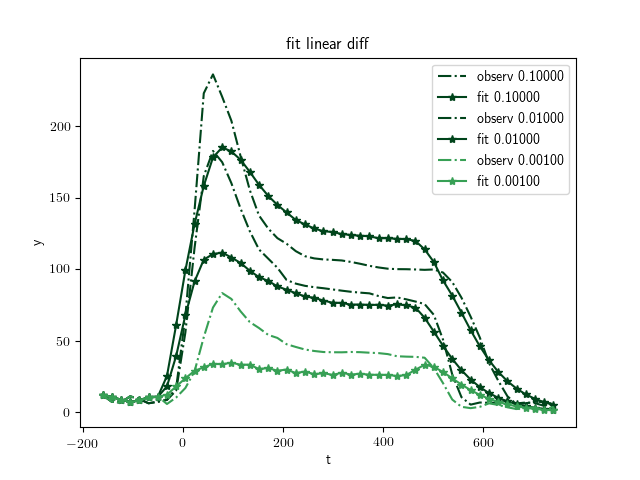 fit linear diff
observ 0.10000
fit 0.10000
observ 0.01000
fit 0.01000
observ 0.00100
fit 0.00100
y
200
150
100
50
0
−200
0
200
400
600
t